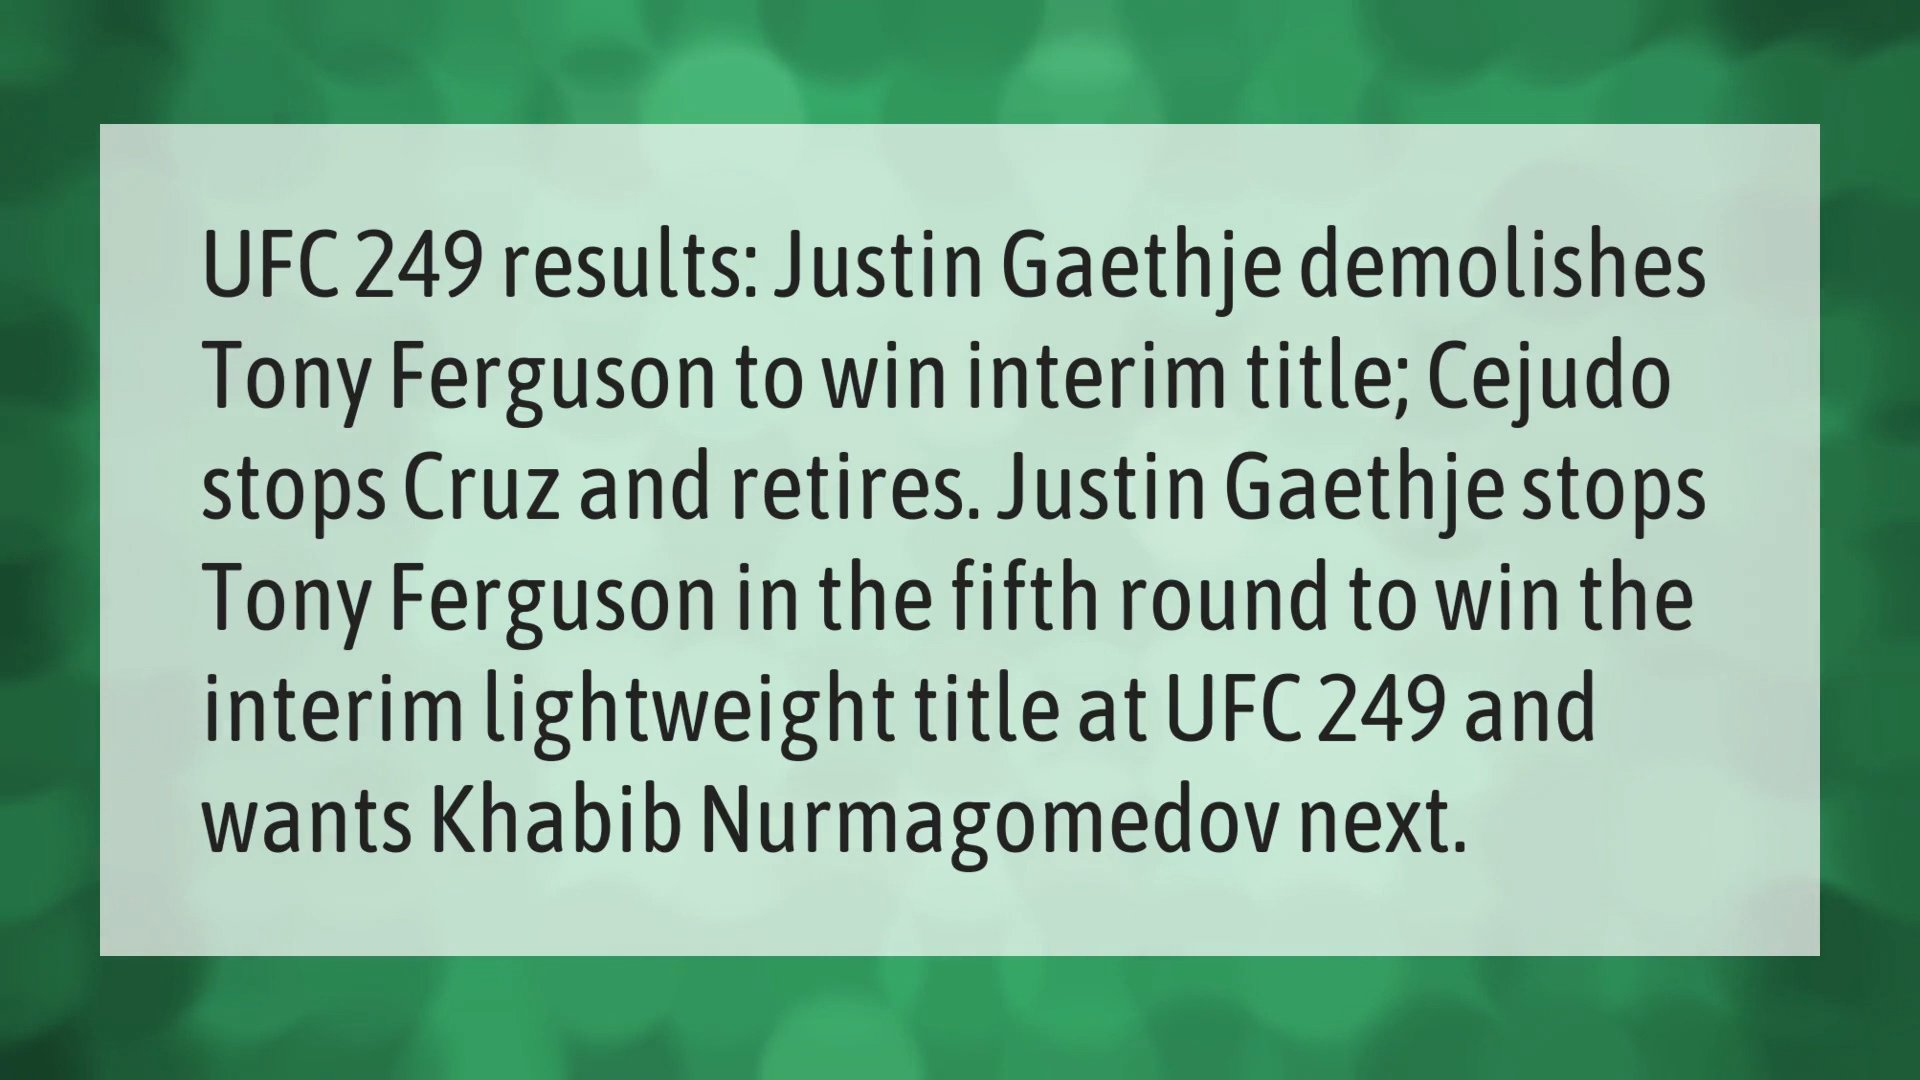 UFC 249 results: Justin Gaethje demolishes
Tony Ferguson to win interim title; Cejudo
stops Cruz and retires. Justin Gaethje stops
Tony Ferguson in the fifth round to win the
interim lightweight title at UFC 249 and
wants Khabib Nurmagomedov next.